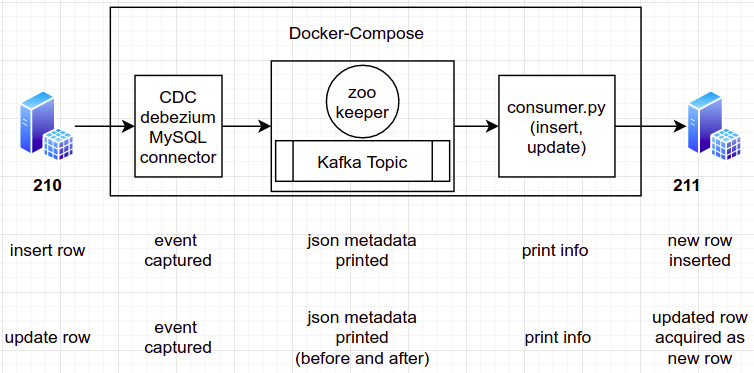 Docker-Compose
CDC
debezium
MySQL
connector
zoo
keeper
Kafka Topic
consumer.py
(insert,
update)
210
211
insert row
event
captured
json metadata
printed
print info
new row
inserted
update row
event
captured
json metadata
printed
(before and after)
print info
updated row
acquired as
new row